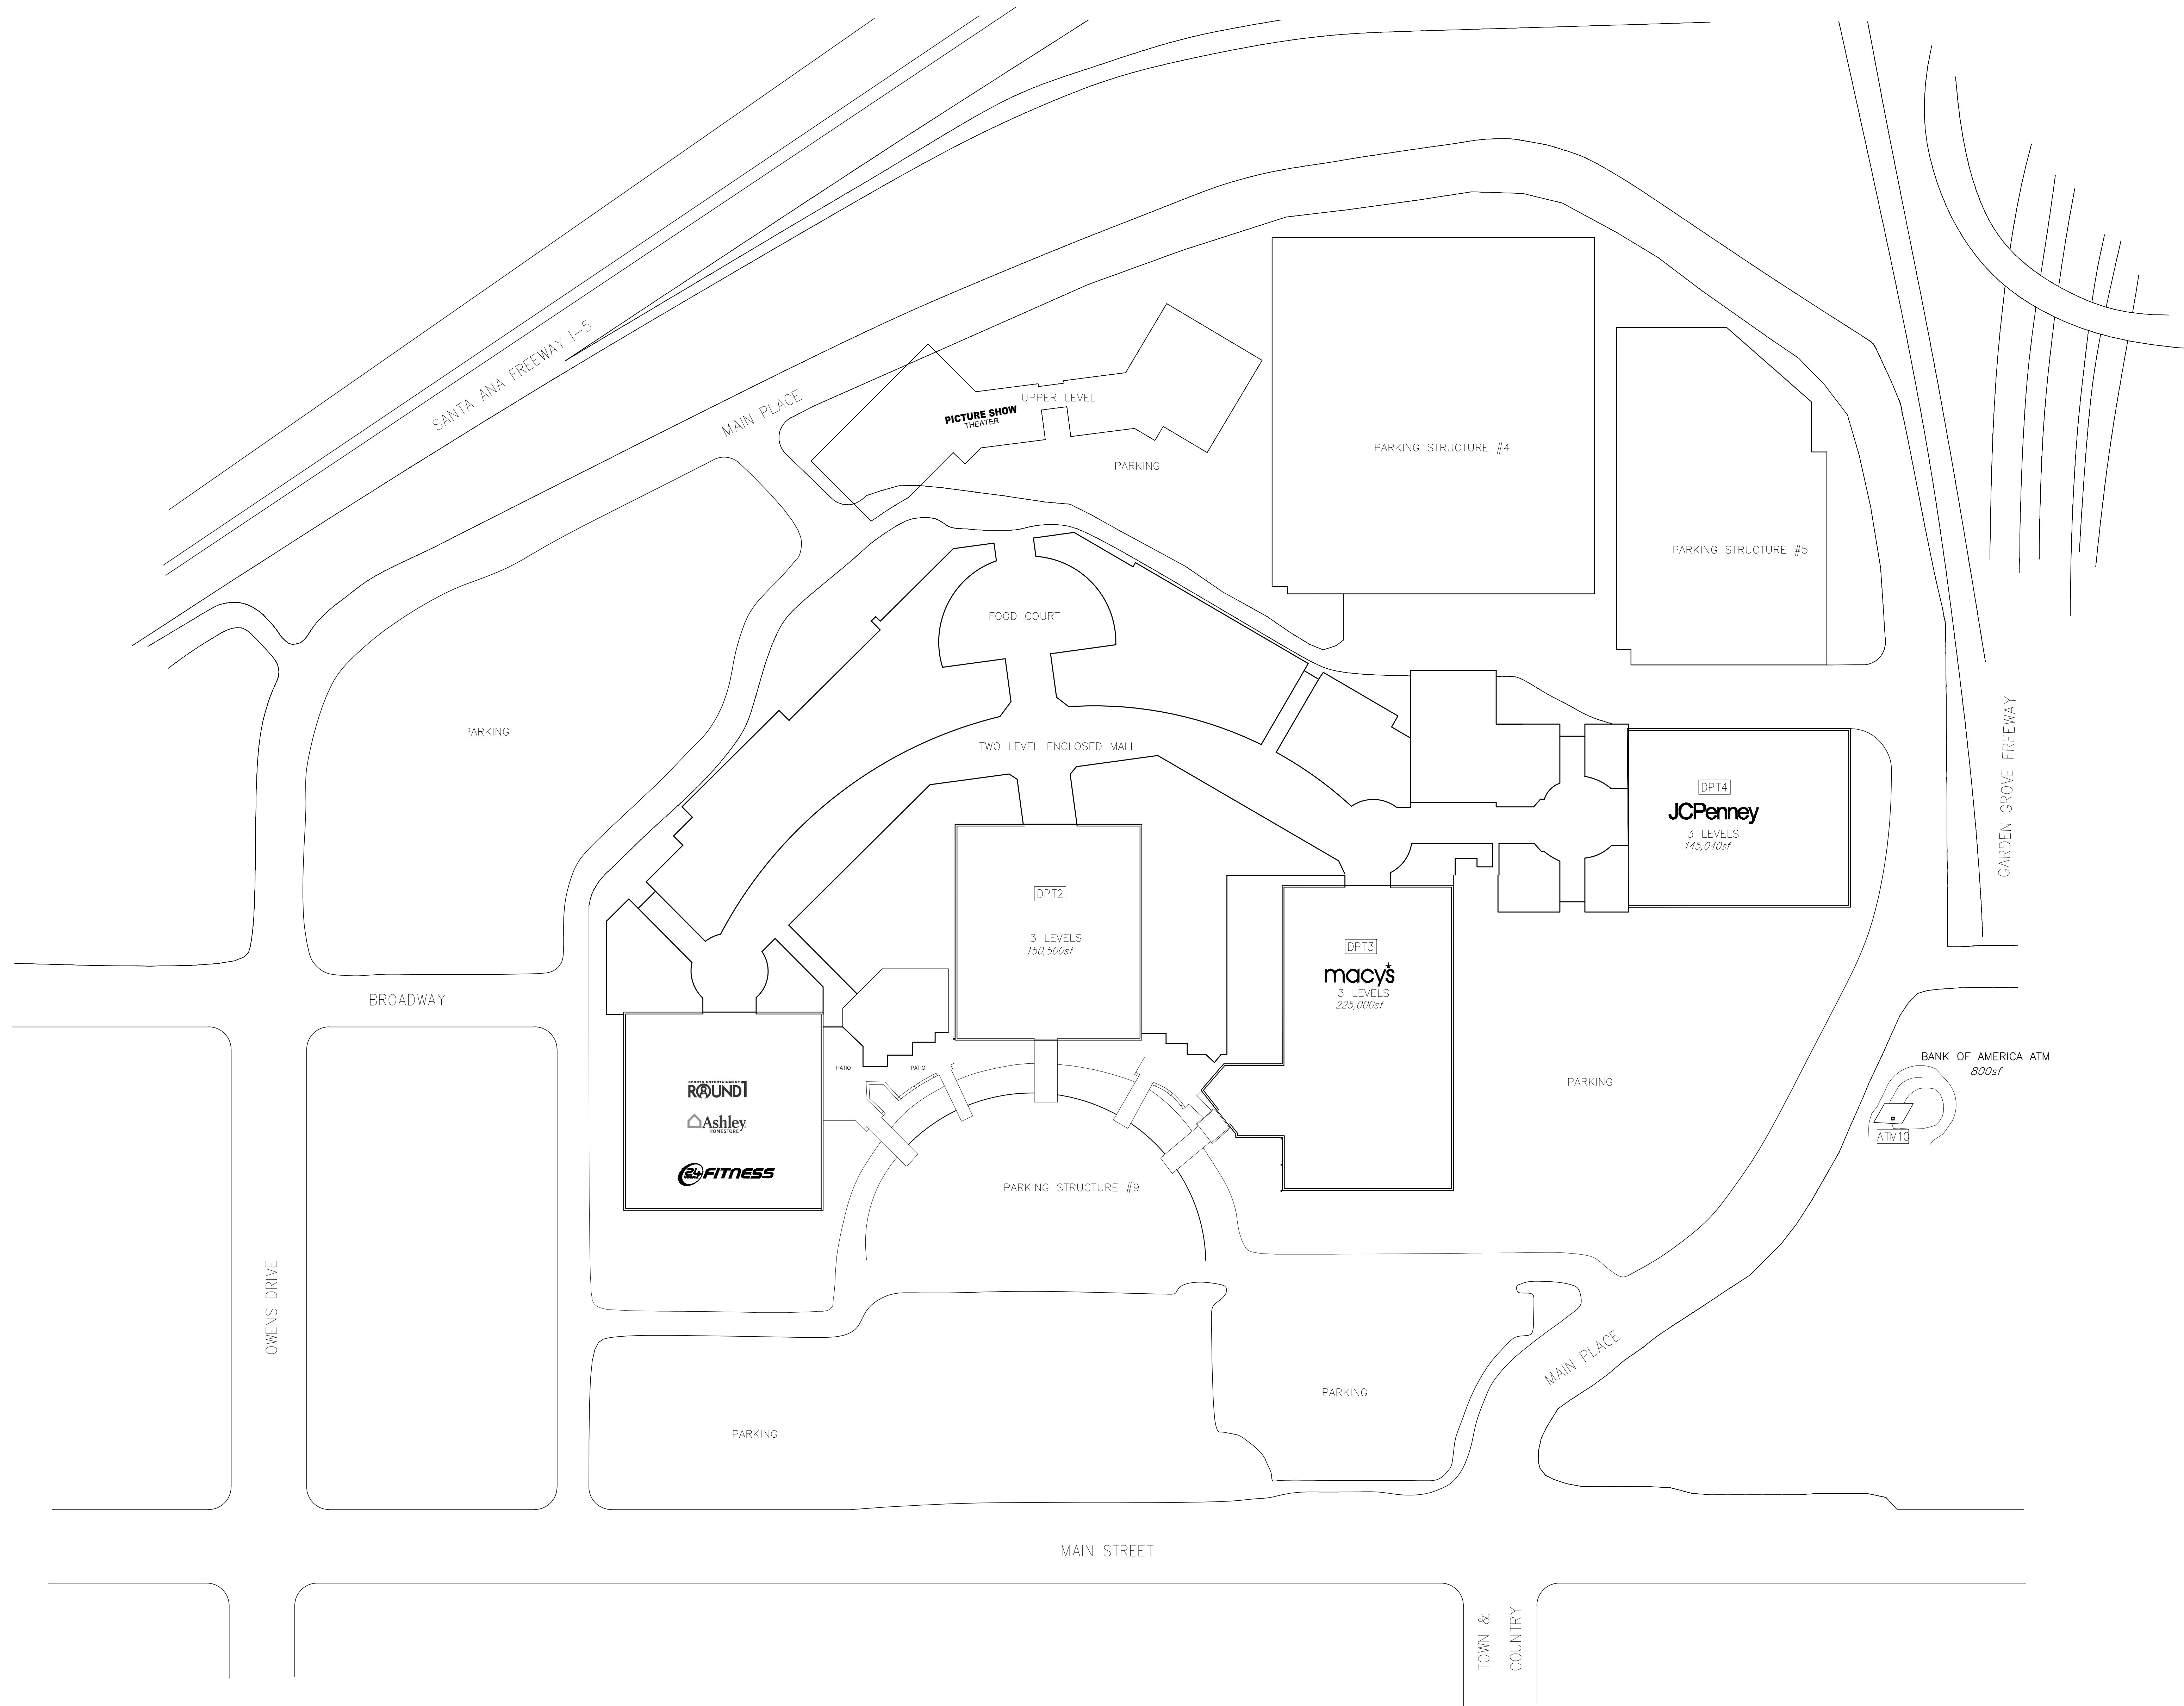 SANTA ANA FREEWAY I-5
MAIN PLACE
PICTURE SHOW
THEATER
UPPER LEVEL
PARKING
PARKING STRUCTURE #4
PARKING STRUCTURE #5
FOOD COURT
PARKING
TWO LEVEL ENCLOSED MALL
GARDEN GROVE FREEWAY
DPT4
JCPenney
3 LEVELS
145,040sf
DPT2
3 LEVELS
150,500sf
DPT3
macy's
3 LEVELS
225,000sf
BROADWAY
PATIO
PATIO
SPORTS ENTERTAINMENT
ROUND1
Ashley
HOMESTORE
24 FITNESS
PARKING
BANK OF AMERICA ATM
800sf
ATM10
PARKING STRUCTURE #9
OWENS DRIVE
MAIN PLACE
PARKING
PARKING
MAIN STREET
TOWN &
COUNTRY